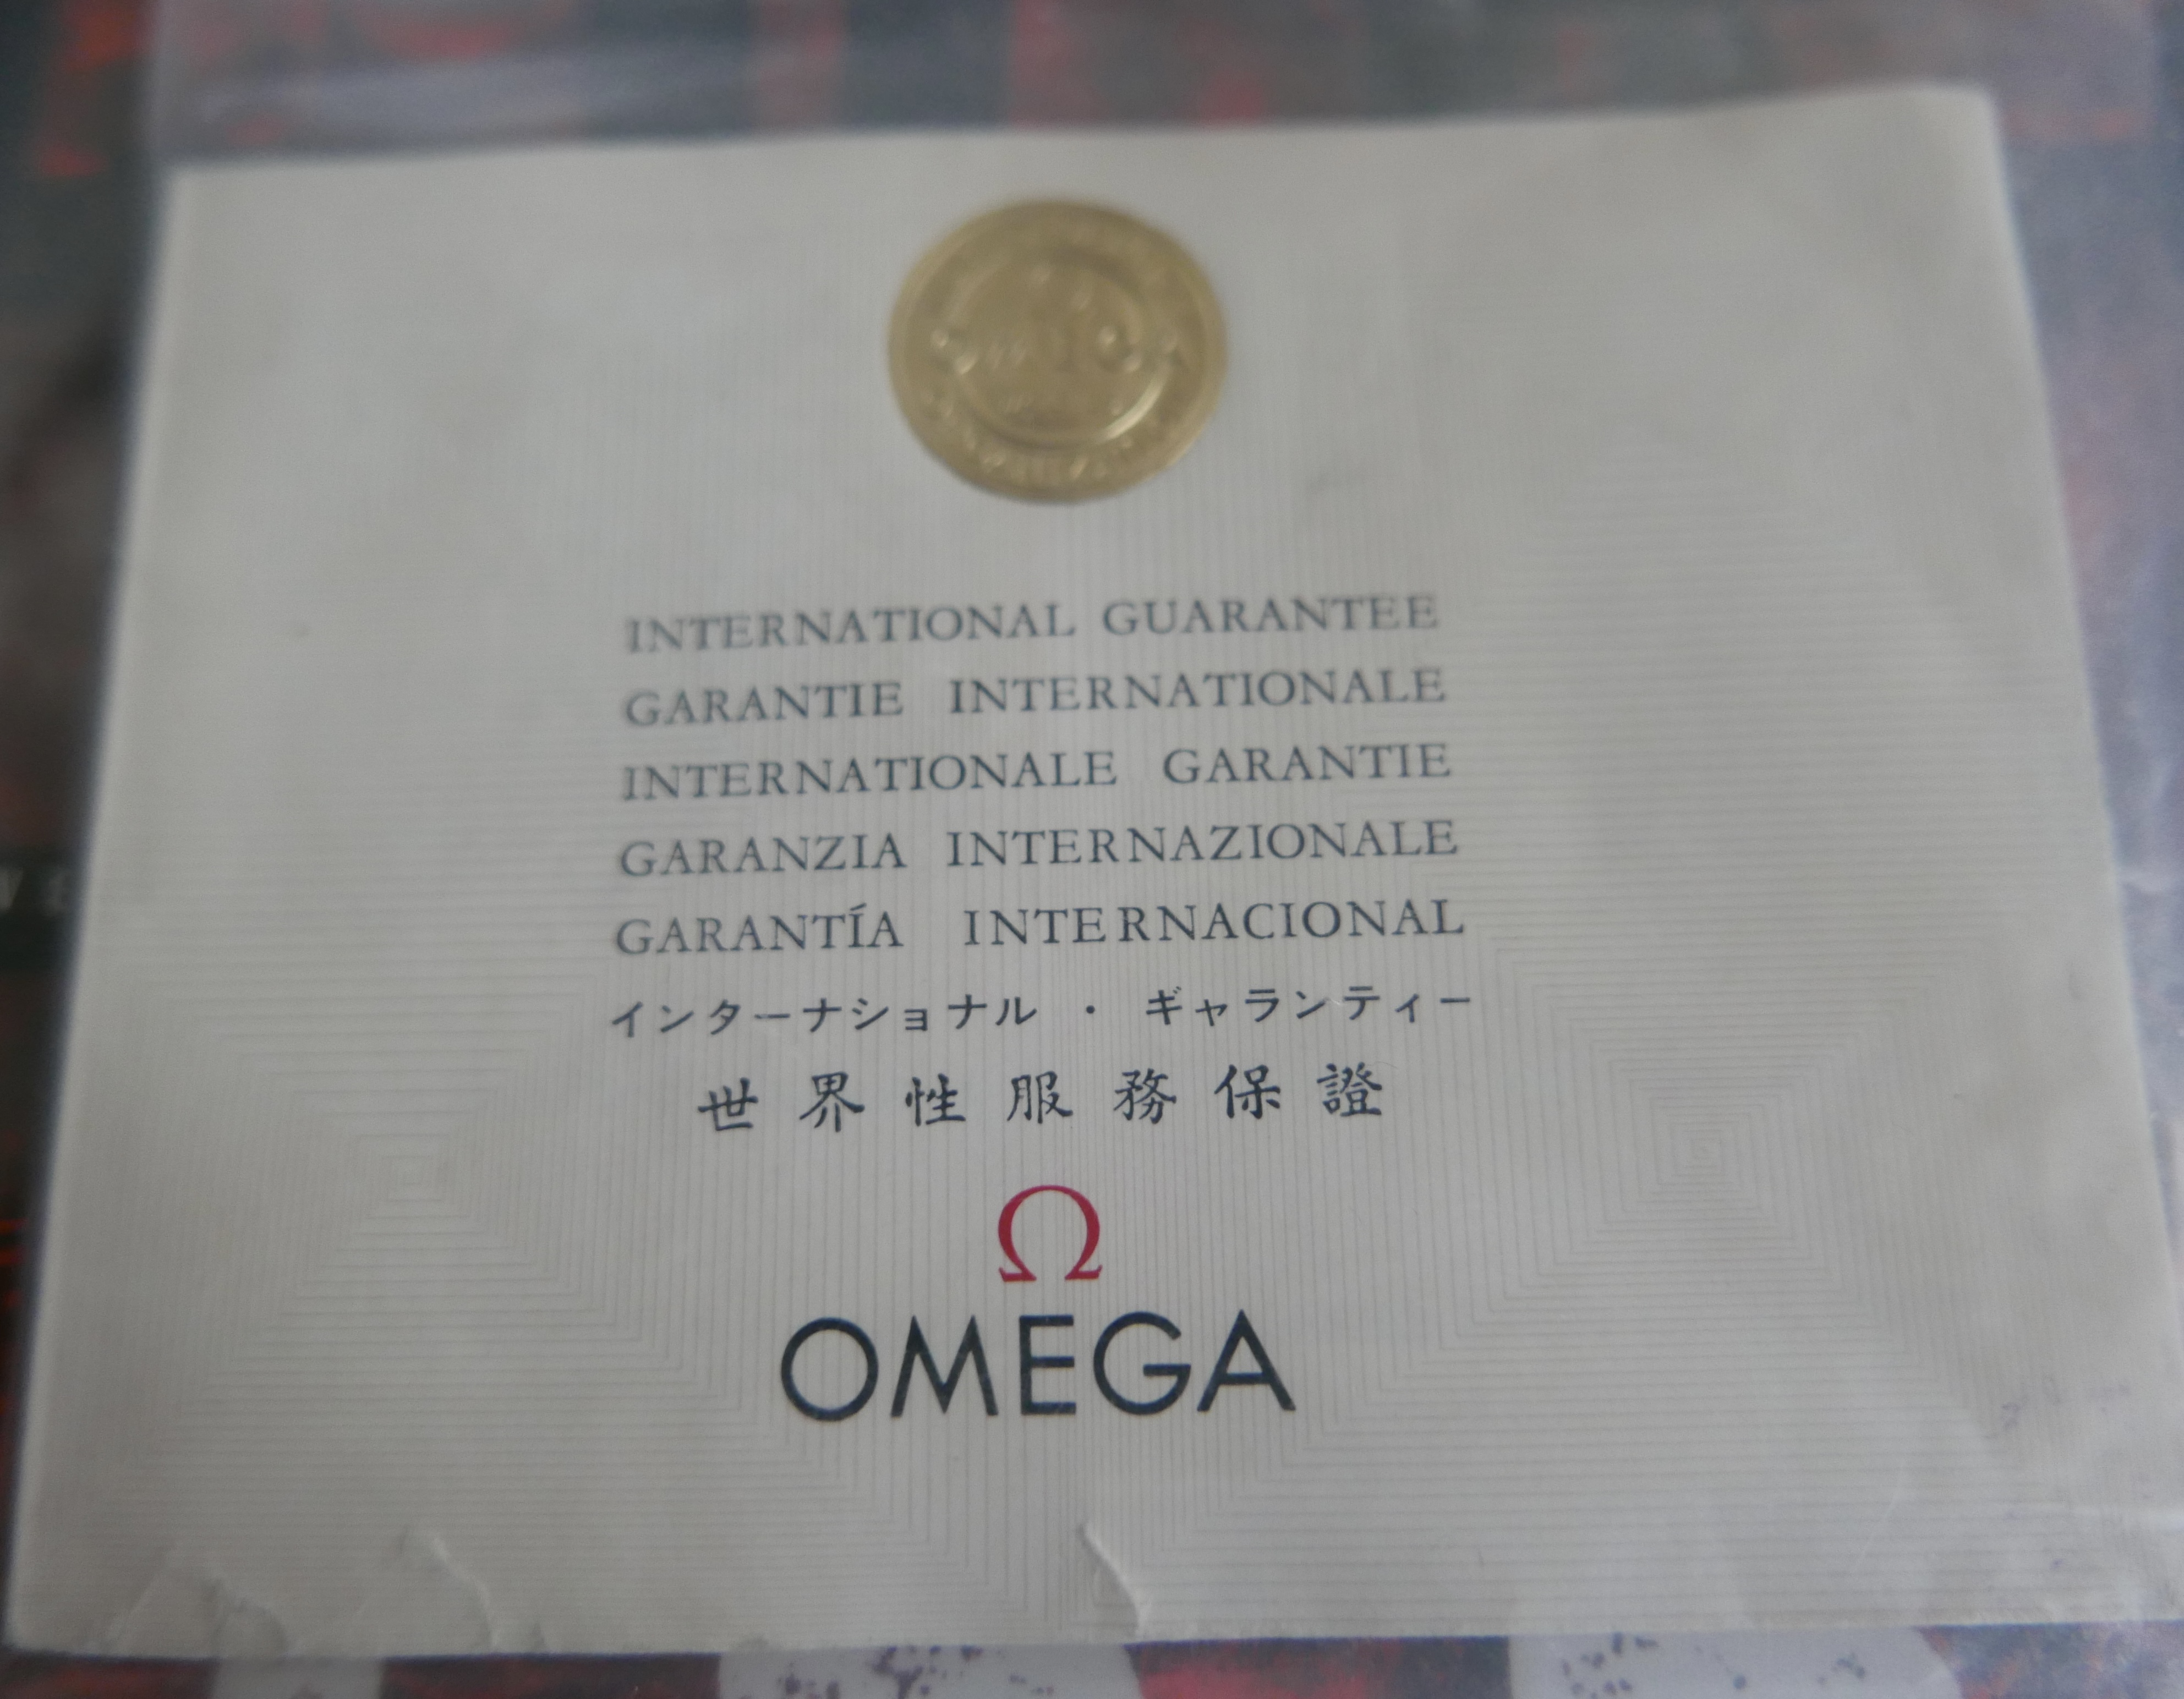 INTERNATIONAL GUARANTEE
GARANTIE INTERNATIONALE
INTERNATIONALE GARANTIE
GARANZIA INTERNAZIONALE
GARANTÍA INTERNACIONAL
インターナショナル ・ ギャランティー
世界性服務保證
Ω
OMEGA